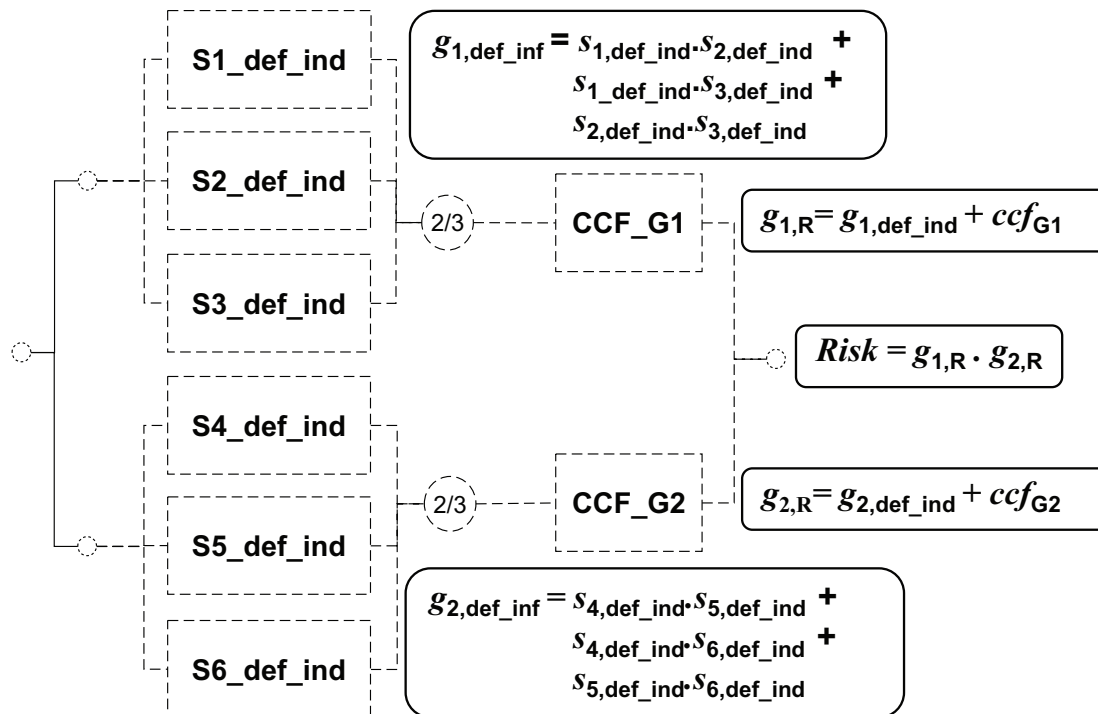 S1_def_ind
g1,def_inf = s1,def_ind.s2,def_ind +
s1_def_ind.s3,def_ind +
s2,def_ind.s3,def_ind
S2_def_ind
2/3
CCF_G1
g1,R= g1,def_ind + ccfG1
S3_def_ind
Risk = g1,R . g2,R
S4_def_ind
2/3
CCF_G2
g2,R= g2,def_ind + ccfG2
S5_def_ind
g2,def_inf = s4,def_ind.s5,def_ind +
s4,def_ind.s6,def_ind +
s5,def_ind.s6,def_ind
S6_def_ind